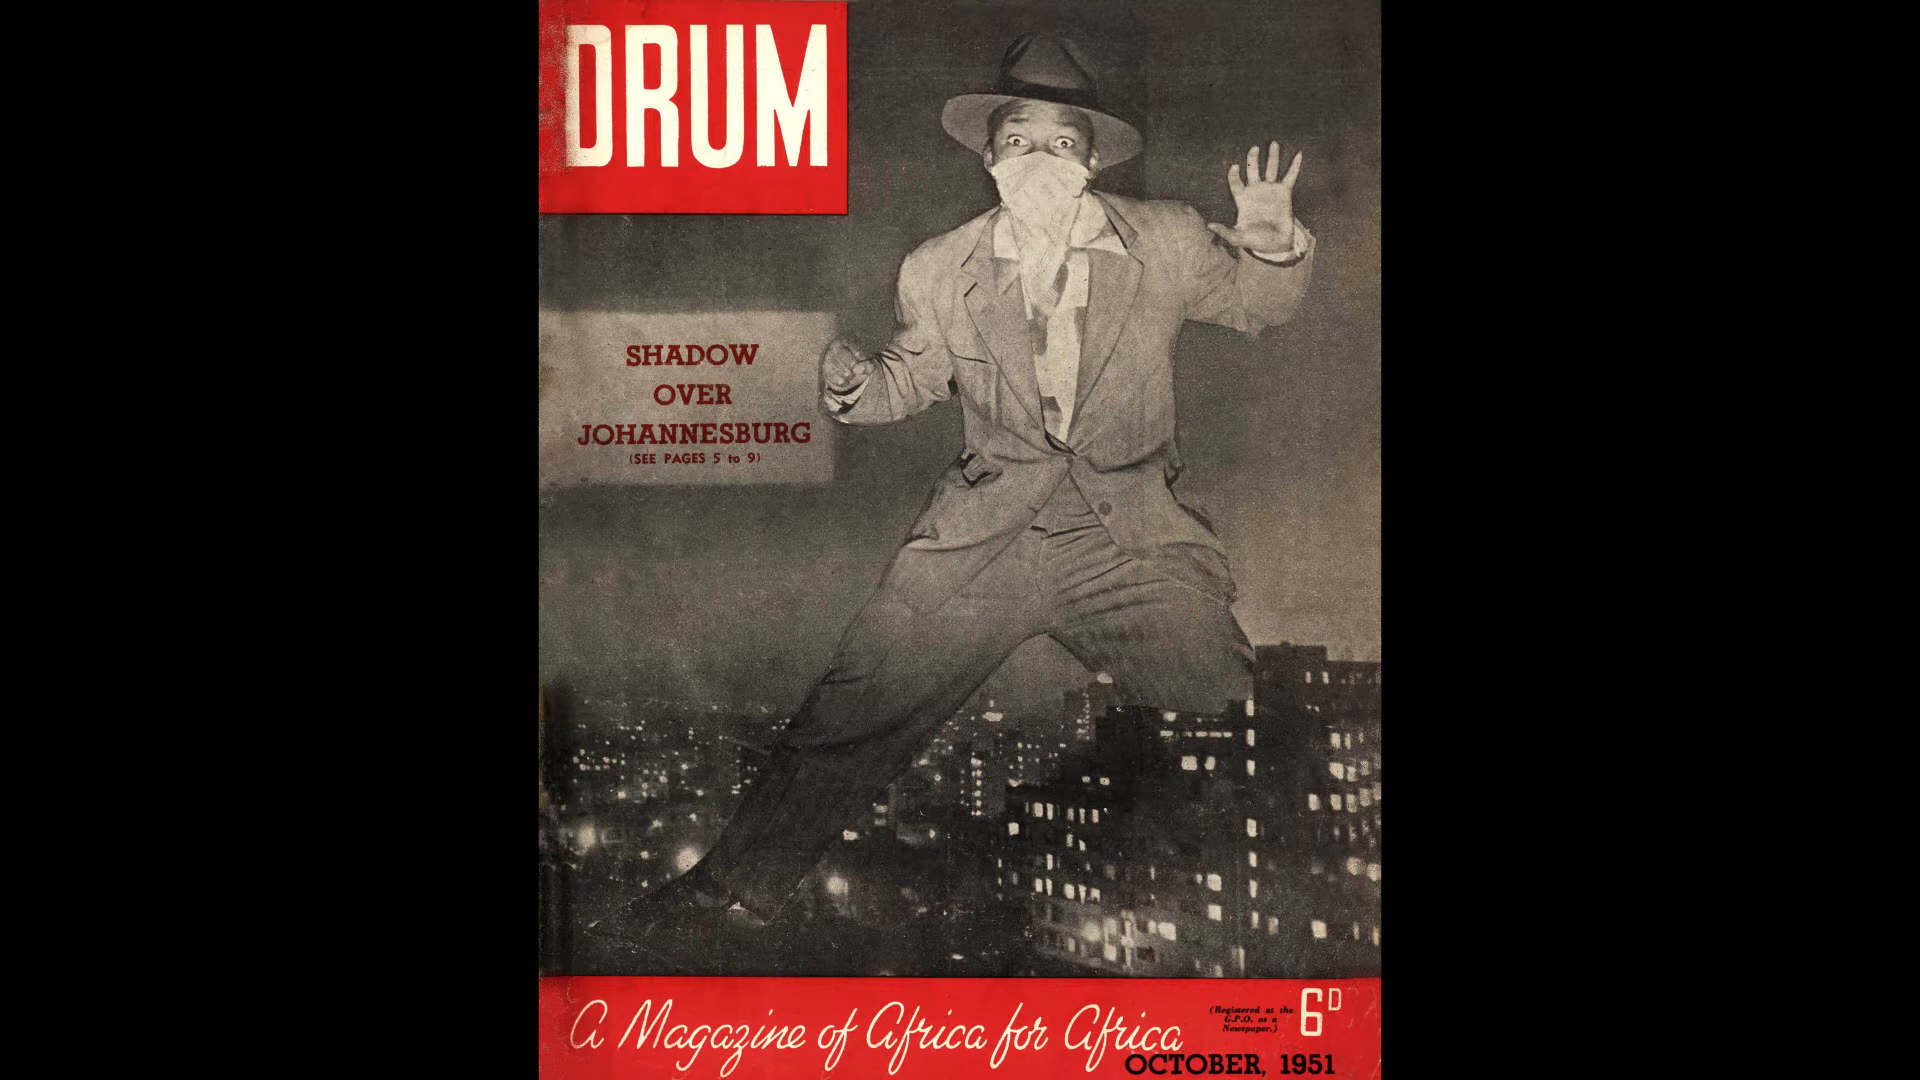 DRUM
SHADOW
OVER
JOHANNESBURG
(SEE PAGES 5 to 9)
A Magazine of Africa for Africa
(Registered at the
G.P.O. as a
Newspaper.)
6D
OCTOBER, 1951